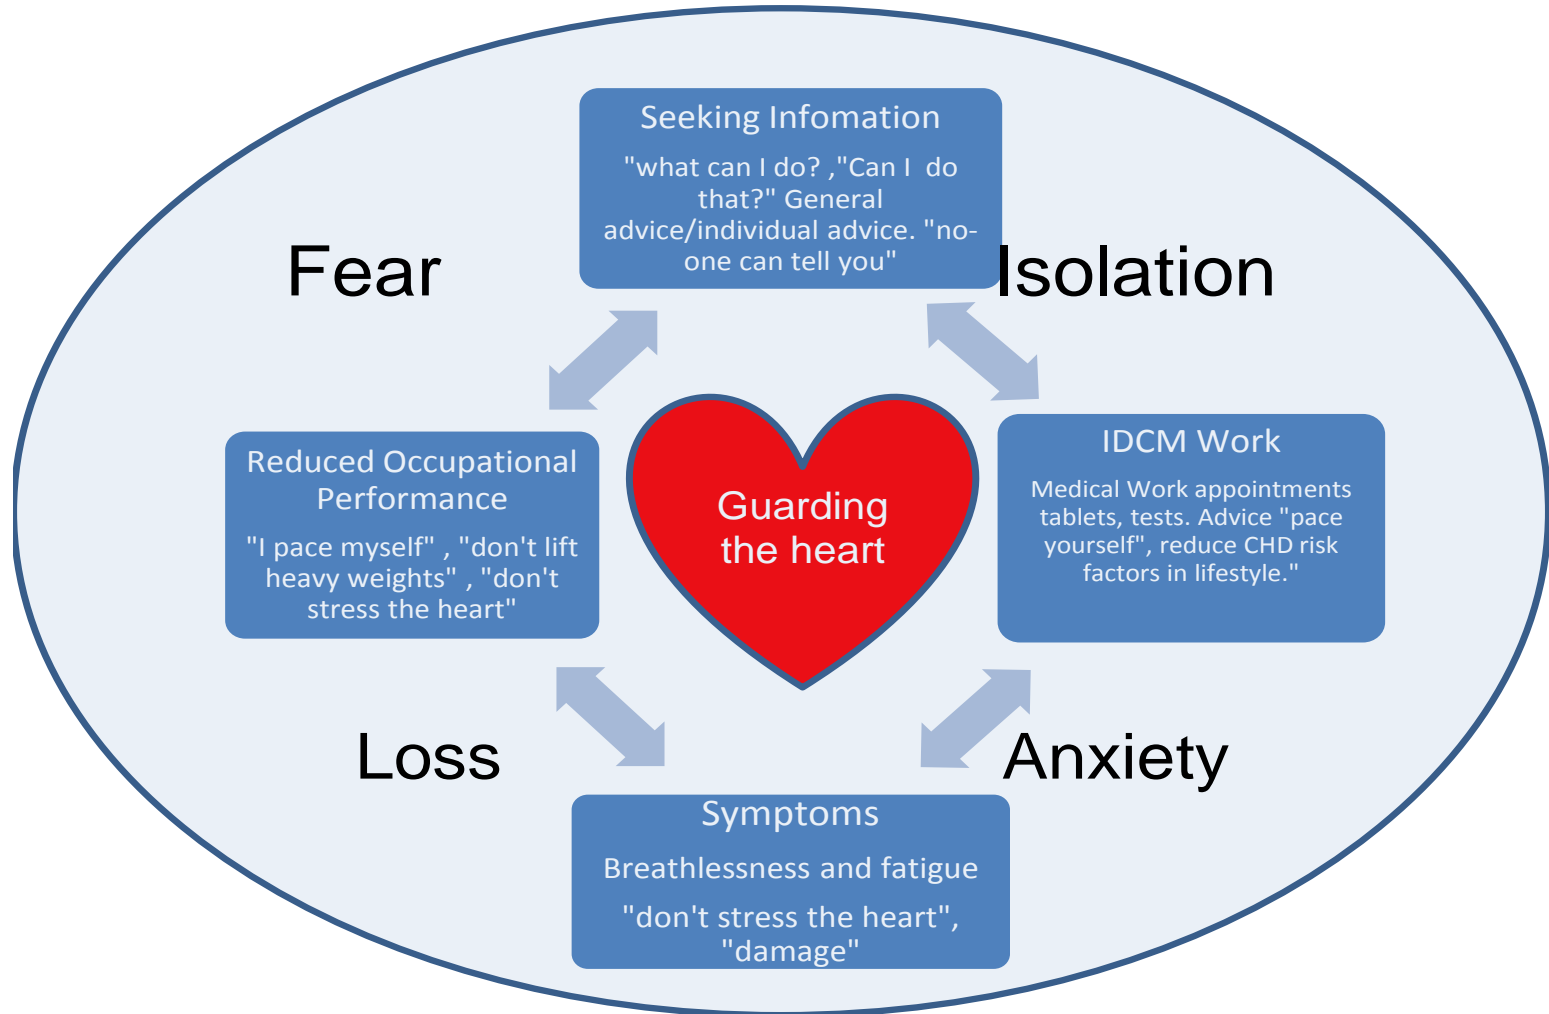 Seeking Infomation
"what can I do? ,"Can I  do
that?" General
advice/individual advice. "no-
one can tell you"
Fear
Isolation
Reduced Occupational
Performance
"I pace myself" , "don't lift
heavy weights" , "don't
stress the heart"
Guarding
the heart
IDCM Work
Medical Work appointments
tablets, tests. Advice "pace
yourself", reduce CHD risk
factors in lifestyle."
Loss
Anxiety
Symptoms
Breathlessness and fatigue
"don't stress the heart",
"damage"